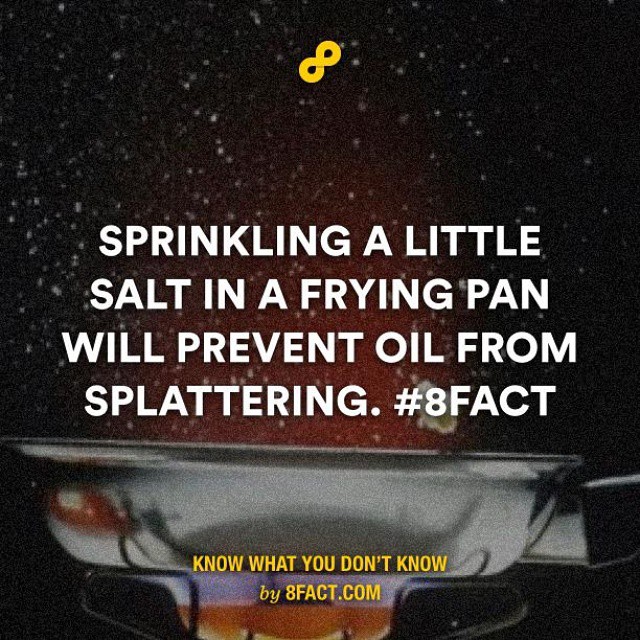 SPRINKLING A LITTLE
SALT IN A FRYING PAN
WILL PREVENT OIL FROM
SPLATTERING. #8FACT
KNOW WHAT YOU DON'T KNOW
by 8FACT.COM